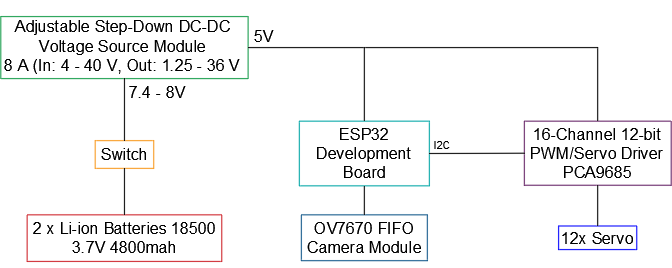 Adjustable Step-Down DC-DC
Voltage Source Module
8 A (In: 4 - 40 V, Out: 1.25 - 36 V
5V
7.4 - 8V
Switch
2 x Li-ion Batteries 18500
3.7V 4800mah
ESP32
Development
Board
I2C
16-Channel 12-bit
PWM/Servo Driver
PCA9685
OV7670 FIFO
Camera Module
12x Servo